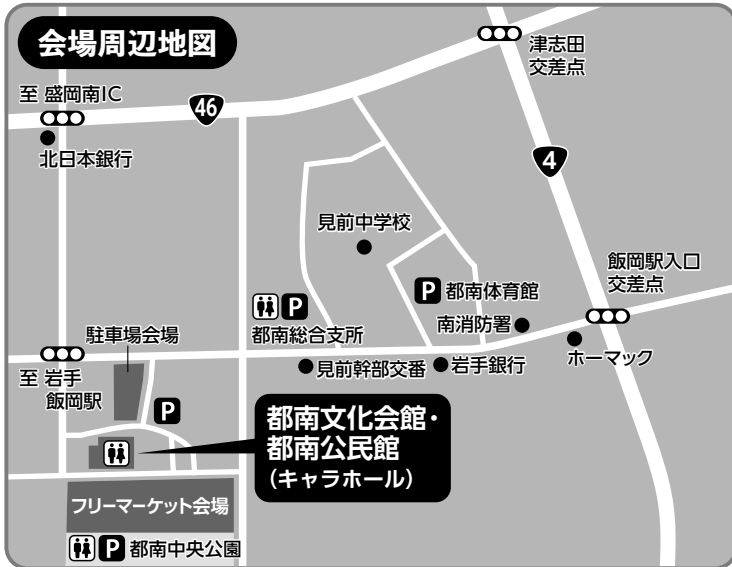 会場周辺地図
津志田
交差点
至 盛岡南IC
46
北日本銀行
4
見前中学校
飯岡駅入口
交差点
P 都南体育館
P
都南総合支所
南消防署
駐車場会場
ホーマック
至 岩手
飯岡駅
見前幹部交番
岩手銀行
P
都南文化会館・
都南公民館
(キャラホール)
フリーマーケット会場
P 都南中央公園